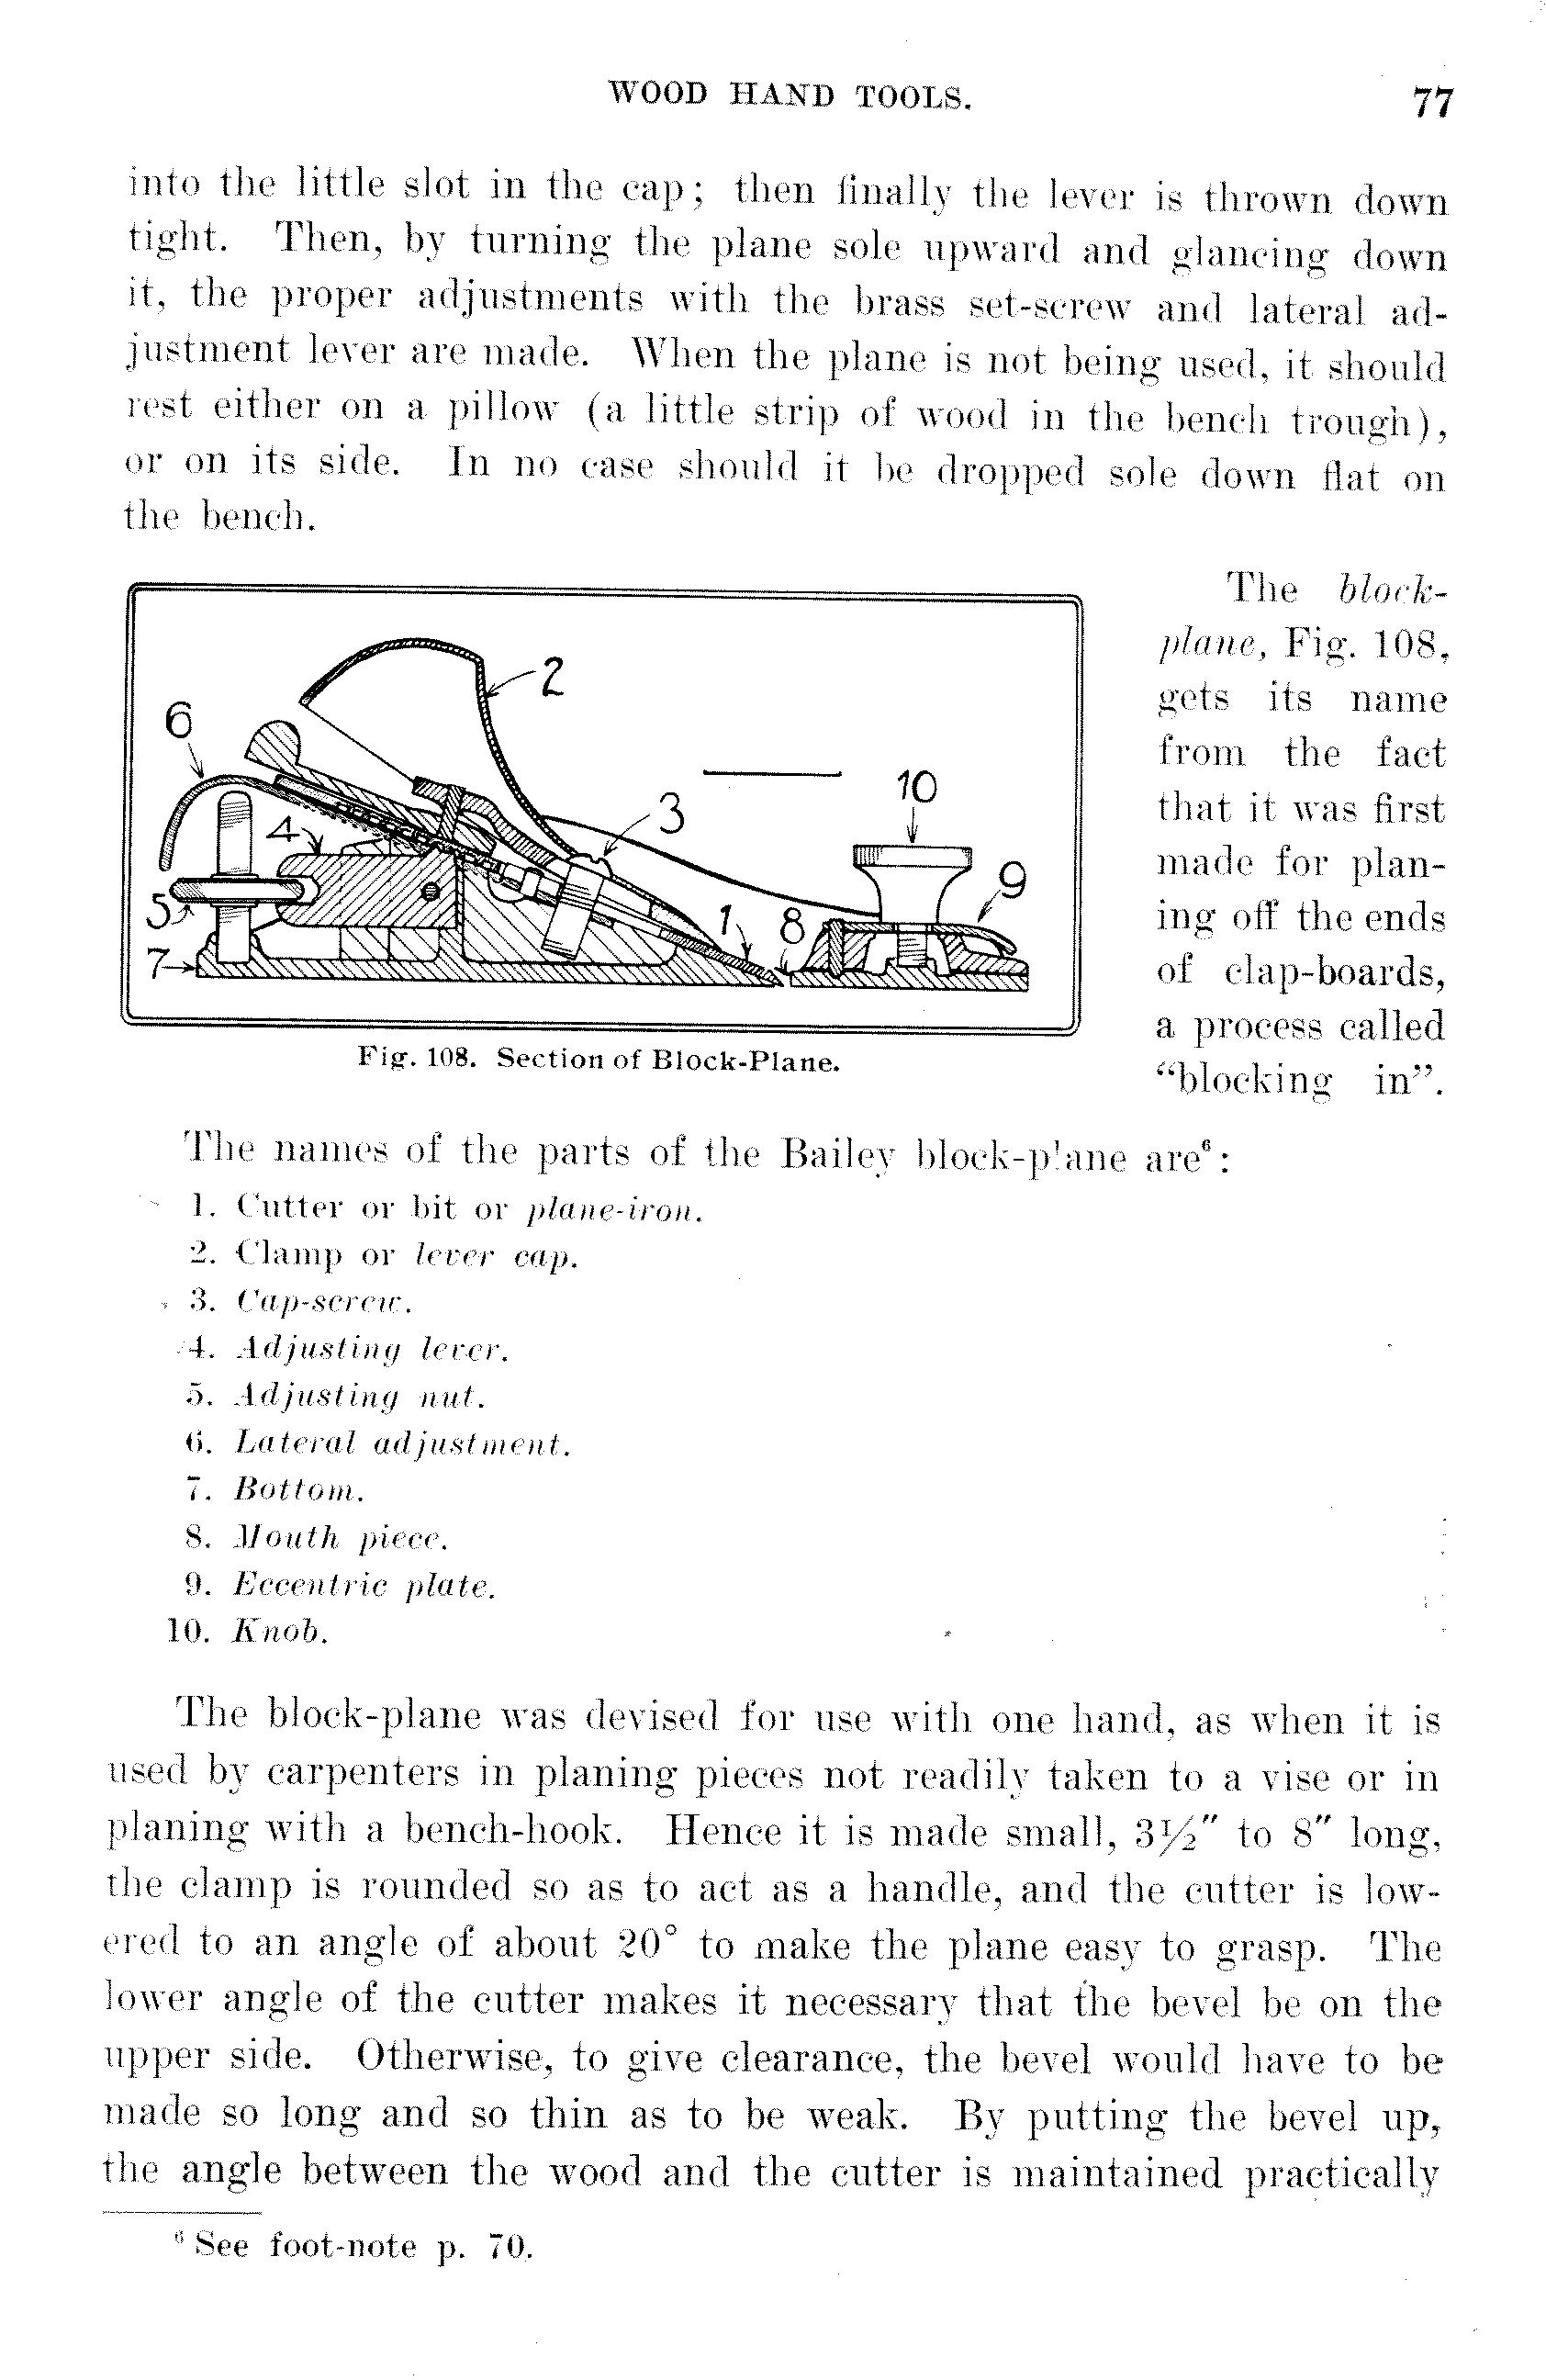 WOOD HAND TOOLS. 77
into the little slot in the cap; then finally the lever is thrown down
tight. Then, by turning the plane sole upward and glancing down
it, the proper adjustments with the brass set-screw and lateral ad-
justment lever are made. When the plane is not being used, it should
rest either on a pillow (a little strip of wood in the bench trough),
or on its side. In no case should it be dropped sole down flat on
the bench.
2
6
10
3
4
9
5
1
8
7
Fig. 108. Section of Block-Plane.
The block-
plane, Fig. 108,
gets its name
from the fact
that it was first
made for plan-
ing off the ends
of clap-boards,
a process called
“blocking in”.
The names of the parts of the Bailey block-plane are⁶:
1. Cutter or bit or plane-iron.
2. Clamp or lever cap.
3. Cap-screw.
4. Adjusting lever.
5. Adjusting nut.
6. Lateral adjustment.
7. Bottom.
8. Mouth piece.
9. Eccentric plate.
10. Knob.
The block-plane was devised for use with one hand, as when it is
used by carpenters in planing pieces not readily taken to a vise or in
planing with a bench-hook. Hence it is made small, 3½″ to 8″ long,
the clamp is rounded so as to act as a handle, and the cutter is low-
ered to an angle of about 20° to make the plane easy to grasp. The
lower angle of the cutter makes it necessary that the bevel be on the
upper side. Otherwise, to give clearance, the bevel would have to be
made so long and so thin as to be weak. By putting the bevel up,
the angle between the wood and the cutter is maintained practically
⁶ See foot-note p. 70.